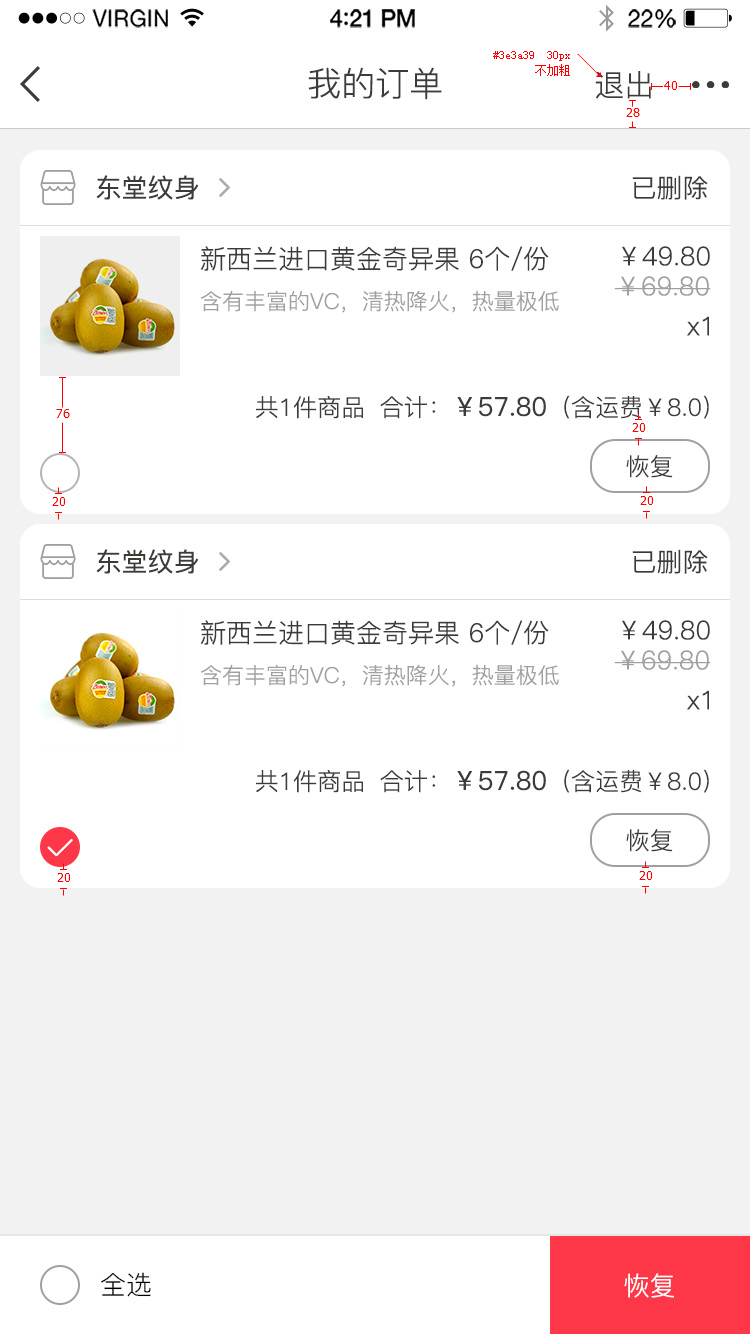 VIRGIN 4:21 PM 22%
#3e3a39 30px
不加粗
我的订单 退出
40
28
东堂纹身 已删除
新西兰进口黄金奇异果 6个/份 ¥49.80
含有丰富的VC，清热降火，热量极低 ¥69.80
x1
共1件商品 合计：¥57.80（含运费¥8.0）
76
20
恢复
20
20
东堂纹身 已删除
新西兰进口黄金奇异果 6个/份 ¥49.80
含有丰富的VC，清热降火，热量极低 ¥69.80
x1
共1件商品 合计：¥57.80（含运费¥8.0）
恢复
20
20
全选 恢复